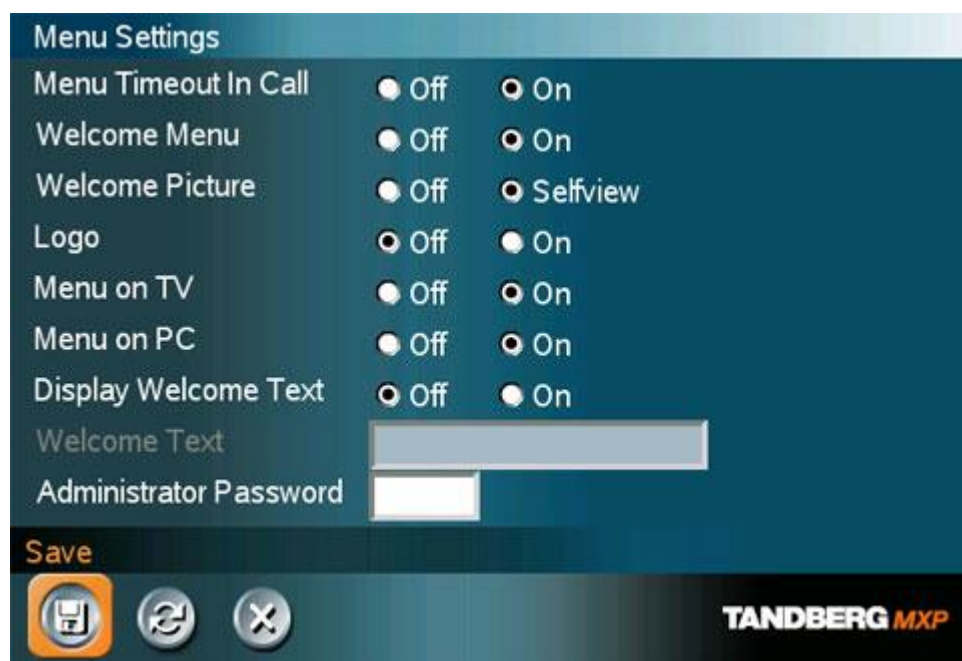 Menu Settings
Menu Timeout In Call Off On
Welcome Menu Off On
Welcome Picture Off Selfview
Logo Off On
Menu on TV Off On
Menu on PC Off On
Display Welcome Text Off On
Welcome Text
Administrator Password
Save
TANDBERG MXP